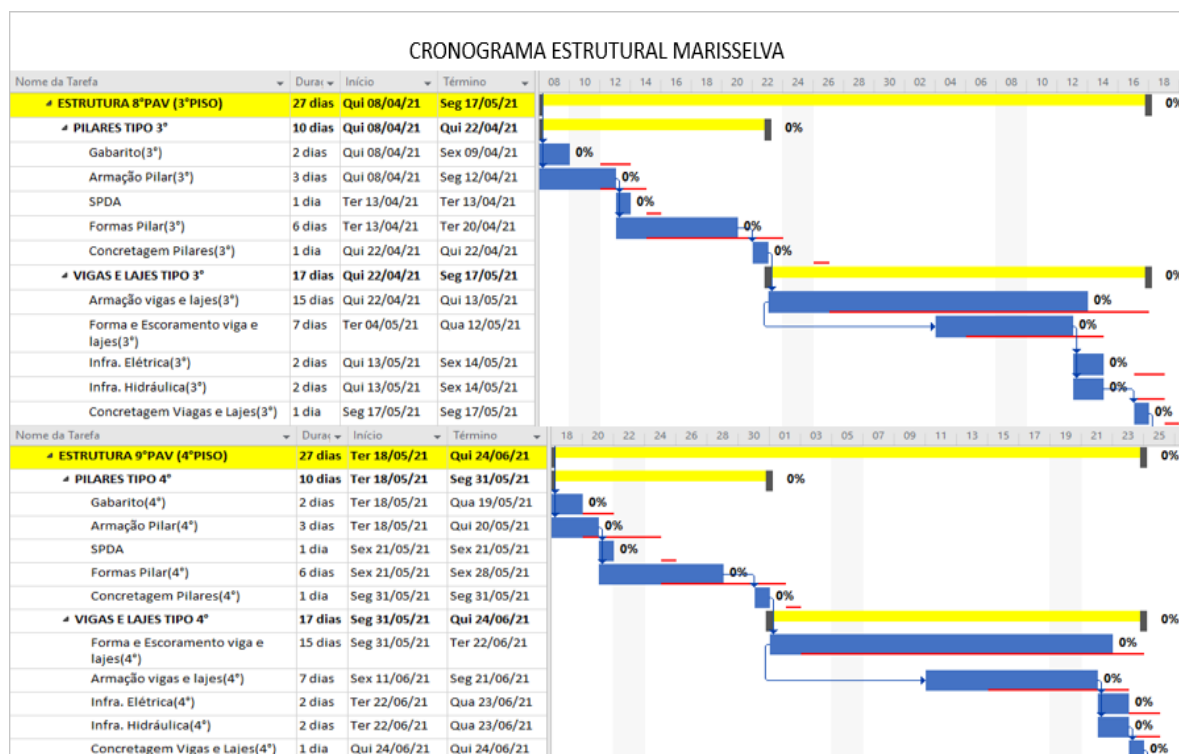 CRONOGRAMA ESTRUTURAL MARISSELVA
Nome da Tarefa Duraç Início Término 08 10 12 14 16 18 20 22 24 26 28 30 02 04 06 08 10 12 14 16 18
ESTRUTURA 8°PAV (3°PISO) 27 dias Qui 08/04/21 Seg 17/05/21 0%
PILARES TIPO 3° 10 dias Qui 08/04/21 Qui 22/04/21 0%
Gabarito(3°) 2 dias Qui 08/04/21 Sex 09/04/21 0%
Armação Pilar(3°) 3 dias Qui 08/04/21 Seg 12/04/21 0%
SPDA 1 dia Ter 13/04/21 Ter 13/04/21 0%
Formas Pilar(3°) 6 dias Ter 13/04/21 Ter 20/04/21 0%
Concretagem Pilares(3°) 1 dia Qui 22/04/21 Qui 22/04/21 0%
VIGAS E LAJES TIPO 3° 17 dias Qui 22/04/21 Seg 17/05/21 0%
Armação vigas e lajes(3°) 15 dias Qui 22/04/21 Qui 13/05/21 0%
Forma e Escoramento viga e 7 dias Ter 04/05/21 Qua 12/05/21 0%
lajes(3°)
Infra. Elétrica(3°) 2 dias Qui 13/05/21 Sex 14/05/21 0%
Infra. Hidráulica(3°) 2 dias Qui 13/05/21 Sex 14/05/21 0%
Concretagem Viagas e Lajes(3°) 1 dia Seg 17/05/21 Seg 17/05/21 0%
Nome da Tarefa Duraç Início Término 18 20 22 24 26 28 30 01 03 05 07 09 11 13 15 17 19 21 23 25
ESTRUTURA 9°PAV (4°PISO) 27 dias Ter 18/05/21 Qui 24/06/21 0%
PILARES TIPO 4° 10 dias Ter 18/05/21 Seg 31/05/21 0%
Gabarito(4°) 2 dias Ter 18/05/21 Qua 19/05/21 0%
Armação Pilar(4°) 3 dias Ter 18/05/21 Qui 20/05/21 0%
SPDA 1 dia Sex 21/05/21 Sex 21/05/21 0%
Formas Pilar(4°) 6 dias Sex 21/05/21 Sex 28/05/21 0%
Concretagem Pilares(4°) 1 dia Seg 31/05/21 Seg 31/05/21 0%
VIGAS E LAJES TIPO 4° 17 dias Seg 31/05/21 Qui 24/06/21 0%
Forma e Escoramento viga e 15 dias Seg 31/05/21 Ter 22/06/21 0%
lajes(4°)
Armação vigas e lajes(4°) 7 dias Sex 11/06/21 Seg 21/06/21 0%
Infra. Elétrica(4°) 2 dias Ter 22/06/21 Qua 23/06/21 0%
Infra. Hidráulica(4°) 2 dias Ter 22/06/21 Qua 23/06/21 0%
Concretagem Vigas e Lajes(4°) 1 dia Qui 24/06/21 Qui 24/06/21 0%